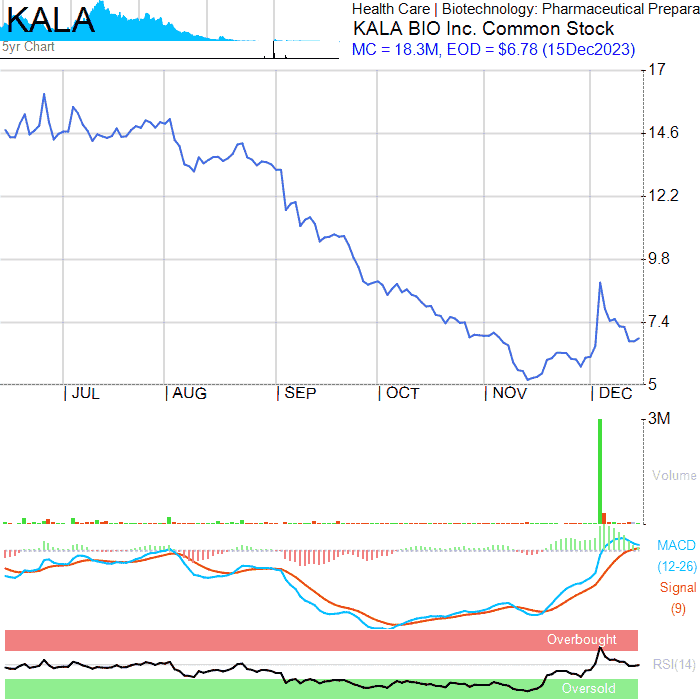 KALA
5yr Chart
Health Care | Biotechnology: Pharmaceutical Prepara
KALA BIO Inc. Common Stock
MC = 18.3M, EOD = $6.78 (15Dec2023)
17
14.6
12.2
9.8
7.4
5
| JUL | AUG | SEP | OCT | NOV | DEC
3M
Volume
MACD
(12-26)
Signal
(9)
Overbought
RSI(14)
Oversold